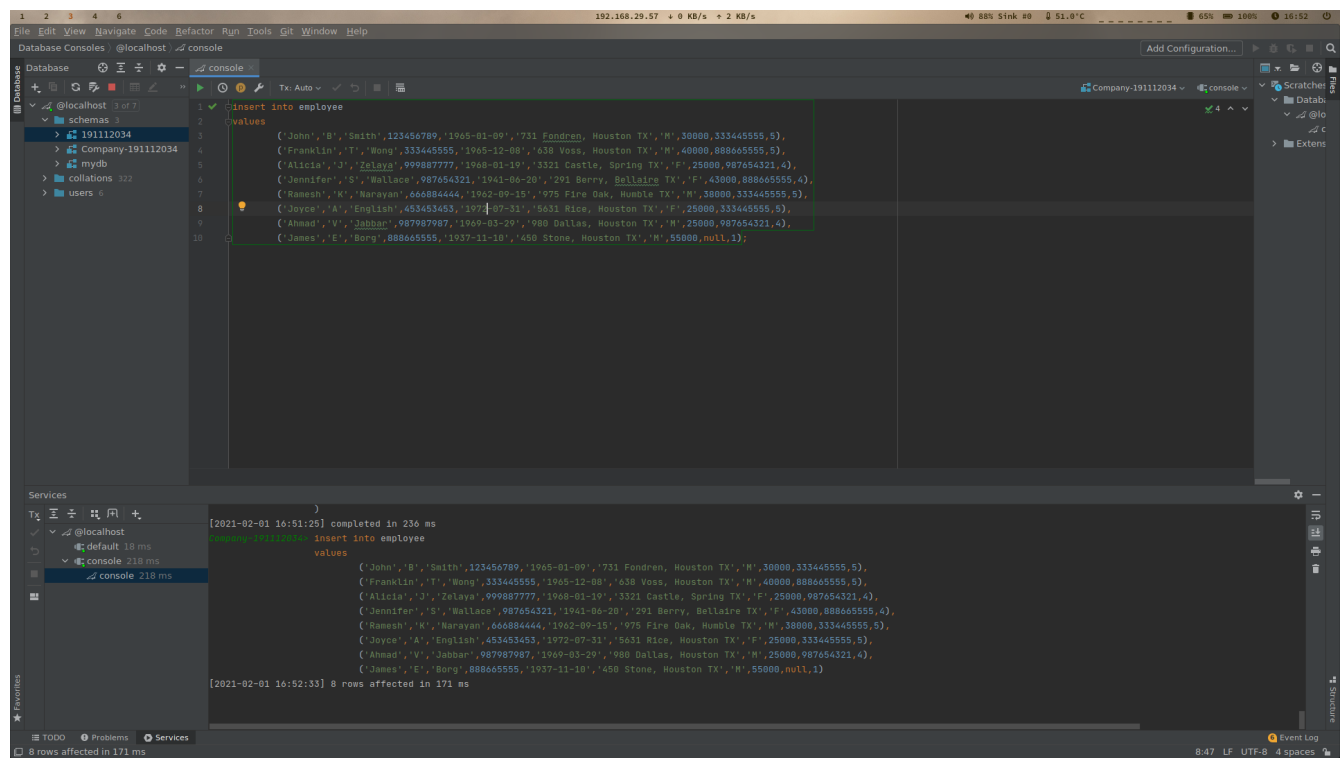 1 2 3 4 6 192.168.29.57 ↓ 0 KB/s ↑ 2 KB/s 88% Sink #0 51.0°C 65% 100% 16:52
File Edit View Navigate Code Refactor Run Tools Git Window Help
Database Consoles @localhost console Add Configuration...
Database console
Tx: Auto Company-191112034 console
Scratches
@localhost 3 of 7
schemas 3
191112034
Company-191112034
mydb
collations 322
users 6
Datab
@lo
c
Extens
4
1 insert into employee
2 values
3 ('John','B','Smith',123456789,'1965-01-09','731 Fondren, Houston TX','M',30000,333445555,5),
4 ('Franklin','T','Wong',333445555,'1965-12-08','638 Voss, Houston TX','M',40000,888665555,5),
5 ('Alicia','J','Zelaya',999887777,'1968-01-19','3321 Castle, Spring TX','F',25000,987654321,4),
6 ('Jennifer','S','Wallace',987654321,'1941-06-20','291 Berry, Bellaire TX','F',43000,888665555,4),
7 ('Ramesh','K','Narayan',666884444,'1962-09-15','975 Fire Oak, Humble TX','M',38000,333445555,5),
8 ('Joyce','A','English',453453453,'1972-07-31','5631 Rice, Houston TX','F',25000,333445555,5),
9 ('Ahmad','V','Jabbar',987987987,'1969-03-29','980 Dallas, Houston TX','M',25000,987654321,4),
10 ('James','E','Borg',888665555,'1937-11-10','450 Stone, Houston TX','M',55000,null,1);
Database
Files
Services
Tx
@localhost
default 18 ms
console 218 ms
console 218 ms
)
[2021-02-01 16:51:25] completed in 236 ms
Company-191112034> insert into employee
values
('John','B','Smith',123456789,'1965-01-09','731 Fondren, Houston TX','M',30000,333445555,5),
('Franklin','T','Wong',333445555,'1965-12-08','638 Voss, Houston TX','M',40000,888665555,5),
('Alicia','J','Zelaya',999887777,'1968-01-19','3321 Castle, Spring TX','F',25000,987654321,4),
('Jennifer','S','Wallace',987654321,'1941-06-20','291 Berry, Bellaire TX','F',43000,888665555,4),
('Ramesh','K','Narayan',666884444,'1962-09-15','975 Fire Oak, Humble TX','M',38000,333445555,5),
('Joyce','A','English',453453453,'1972-07-31','5631 Rice, Houston TX','F',25000,333445555,5),
('Ahmad','V','Jabbar',987987987,'1969-03-29','980 Dallas, Houston TX','M',25000,987654321,4),
('James','E','Borg',888665555,'1937-11-10','450 Stone, Houston TX','M',55000,null,1)
[2021-02-01 16:52:33] 8 rows affected in 171 ms
Favorites
Structure
TODO Problems Services 6 Event Log
8 rows affected in 171 ms 8:47 LF UTF-8 4 spaces